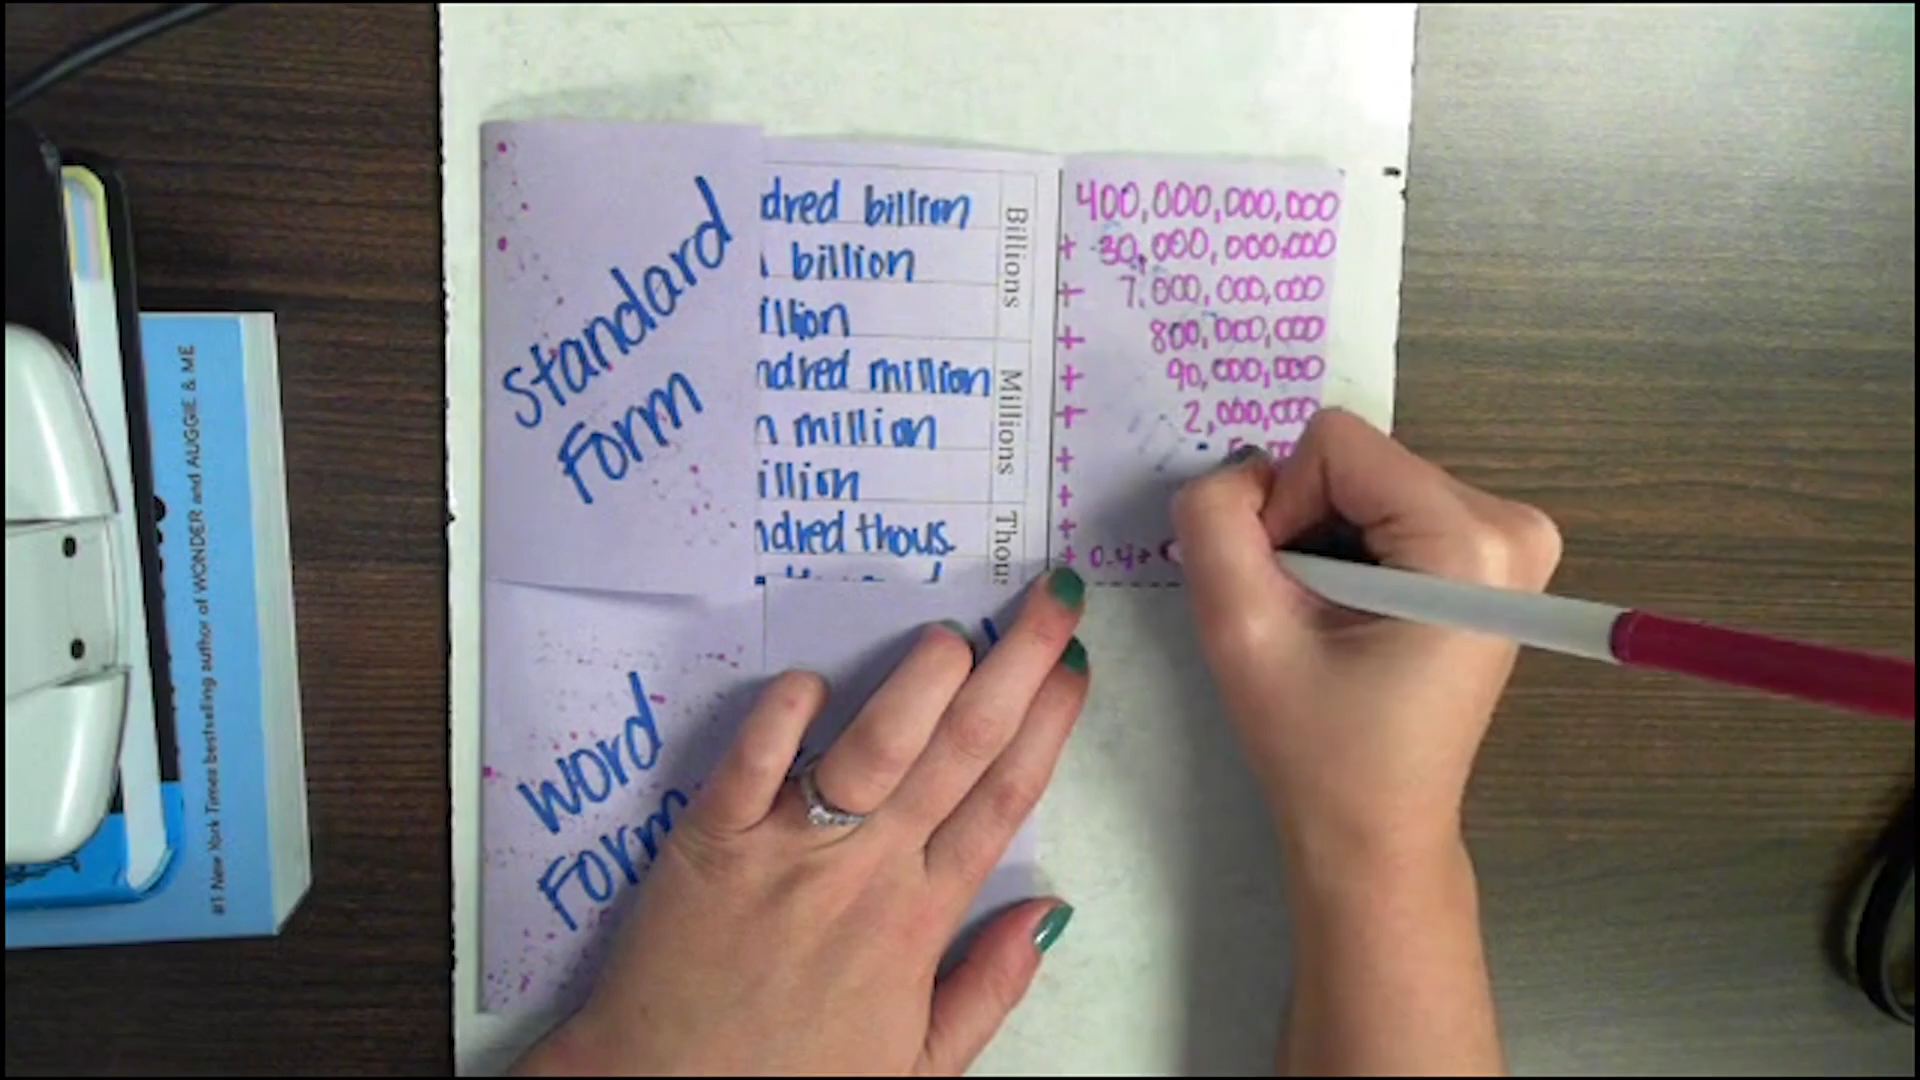 Standard
Form
dred billion
billion
illion
ndred million
n million
illion
ndred thous.
Billions
Millions
Thous
400,000,000,000
+ 30,000,000,000
+ 7,000,000,000
+ 800,000,000
+ 90,000,000
+ 2,000,000
+
+
+
+ 0.4+
word
Form
#1 New York Times bestselling author of WONDER and AUGGIE & ME